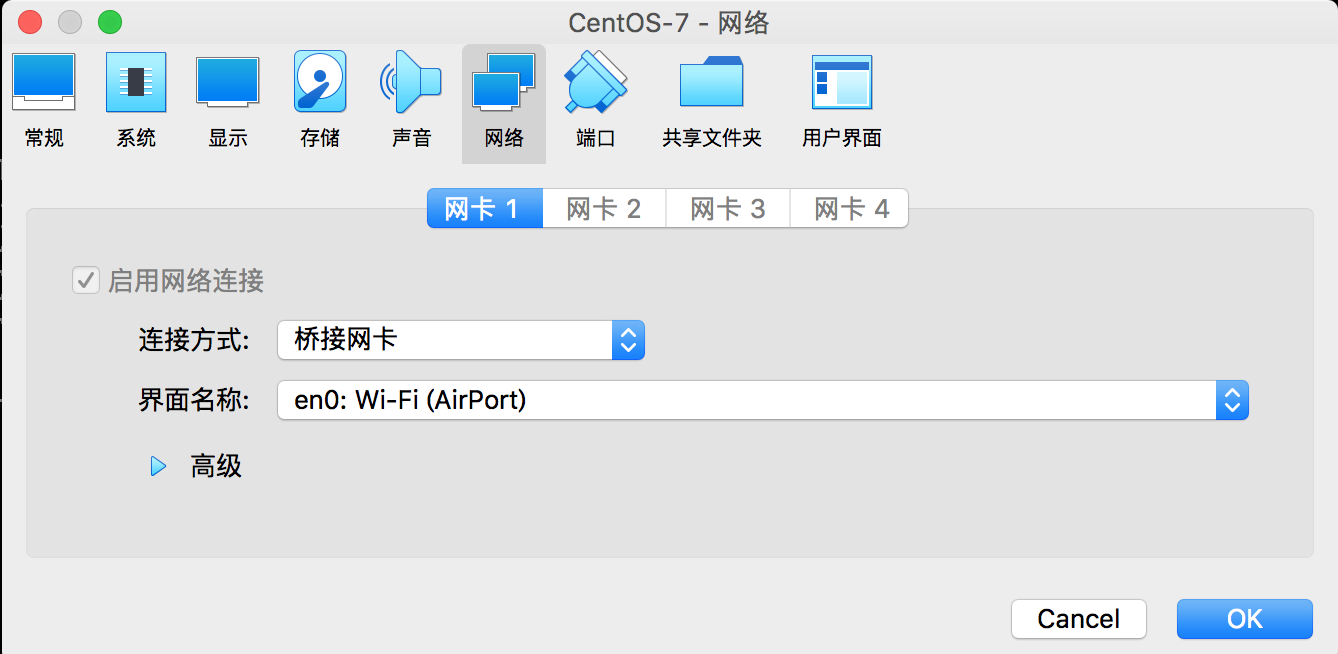 CentOS-7 - 网络
常规 系统 显示 存储 声音 网络 端口 共享文件夹 用户界面
网卡 1 网卡 2 网卡 3 网卡 4
启用网络连接
连接方式: 桥接网卡
界面名称: en0: Wi-Fi (AirPort)
高级
Cancel OK